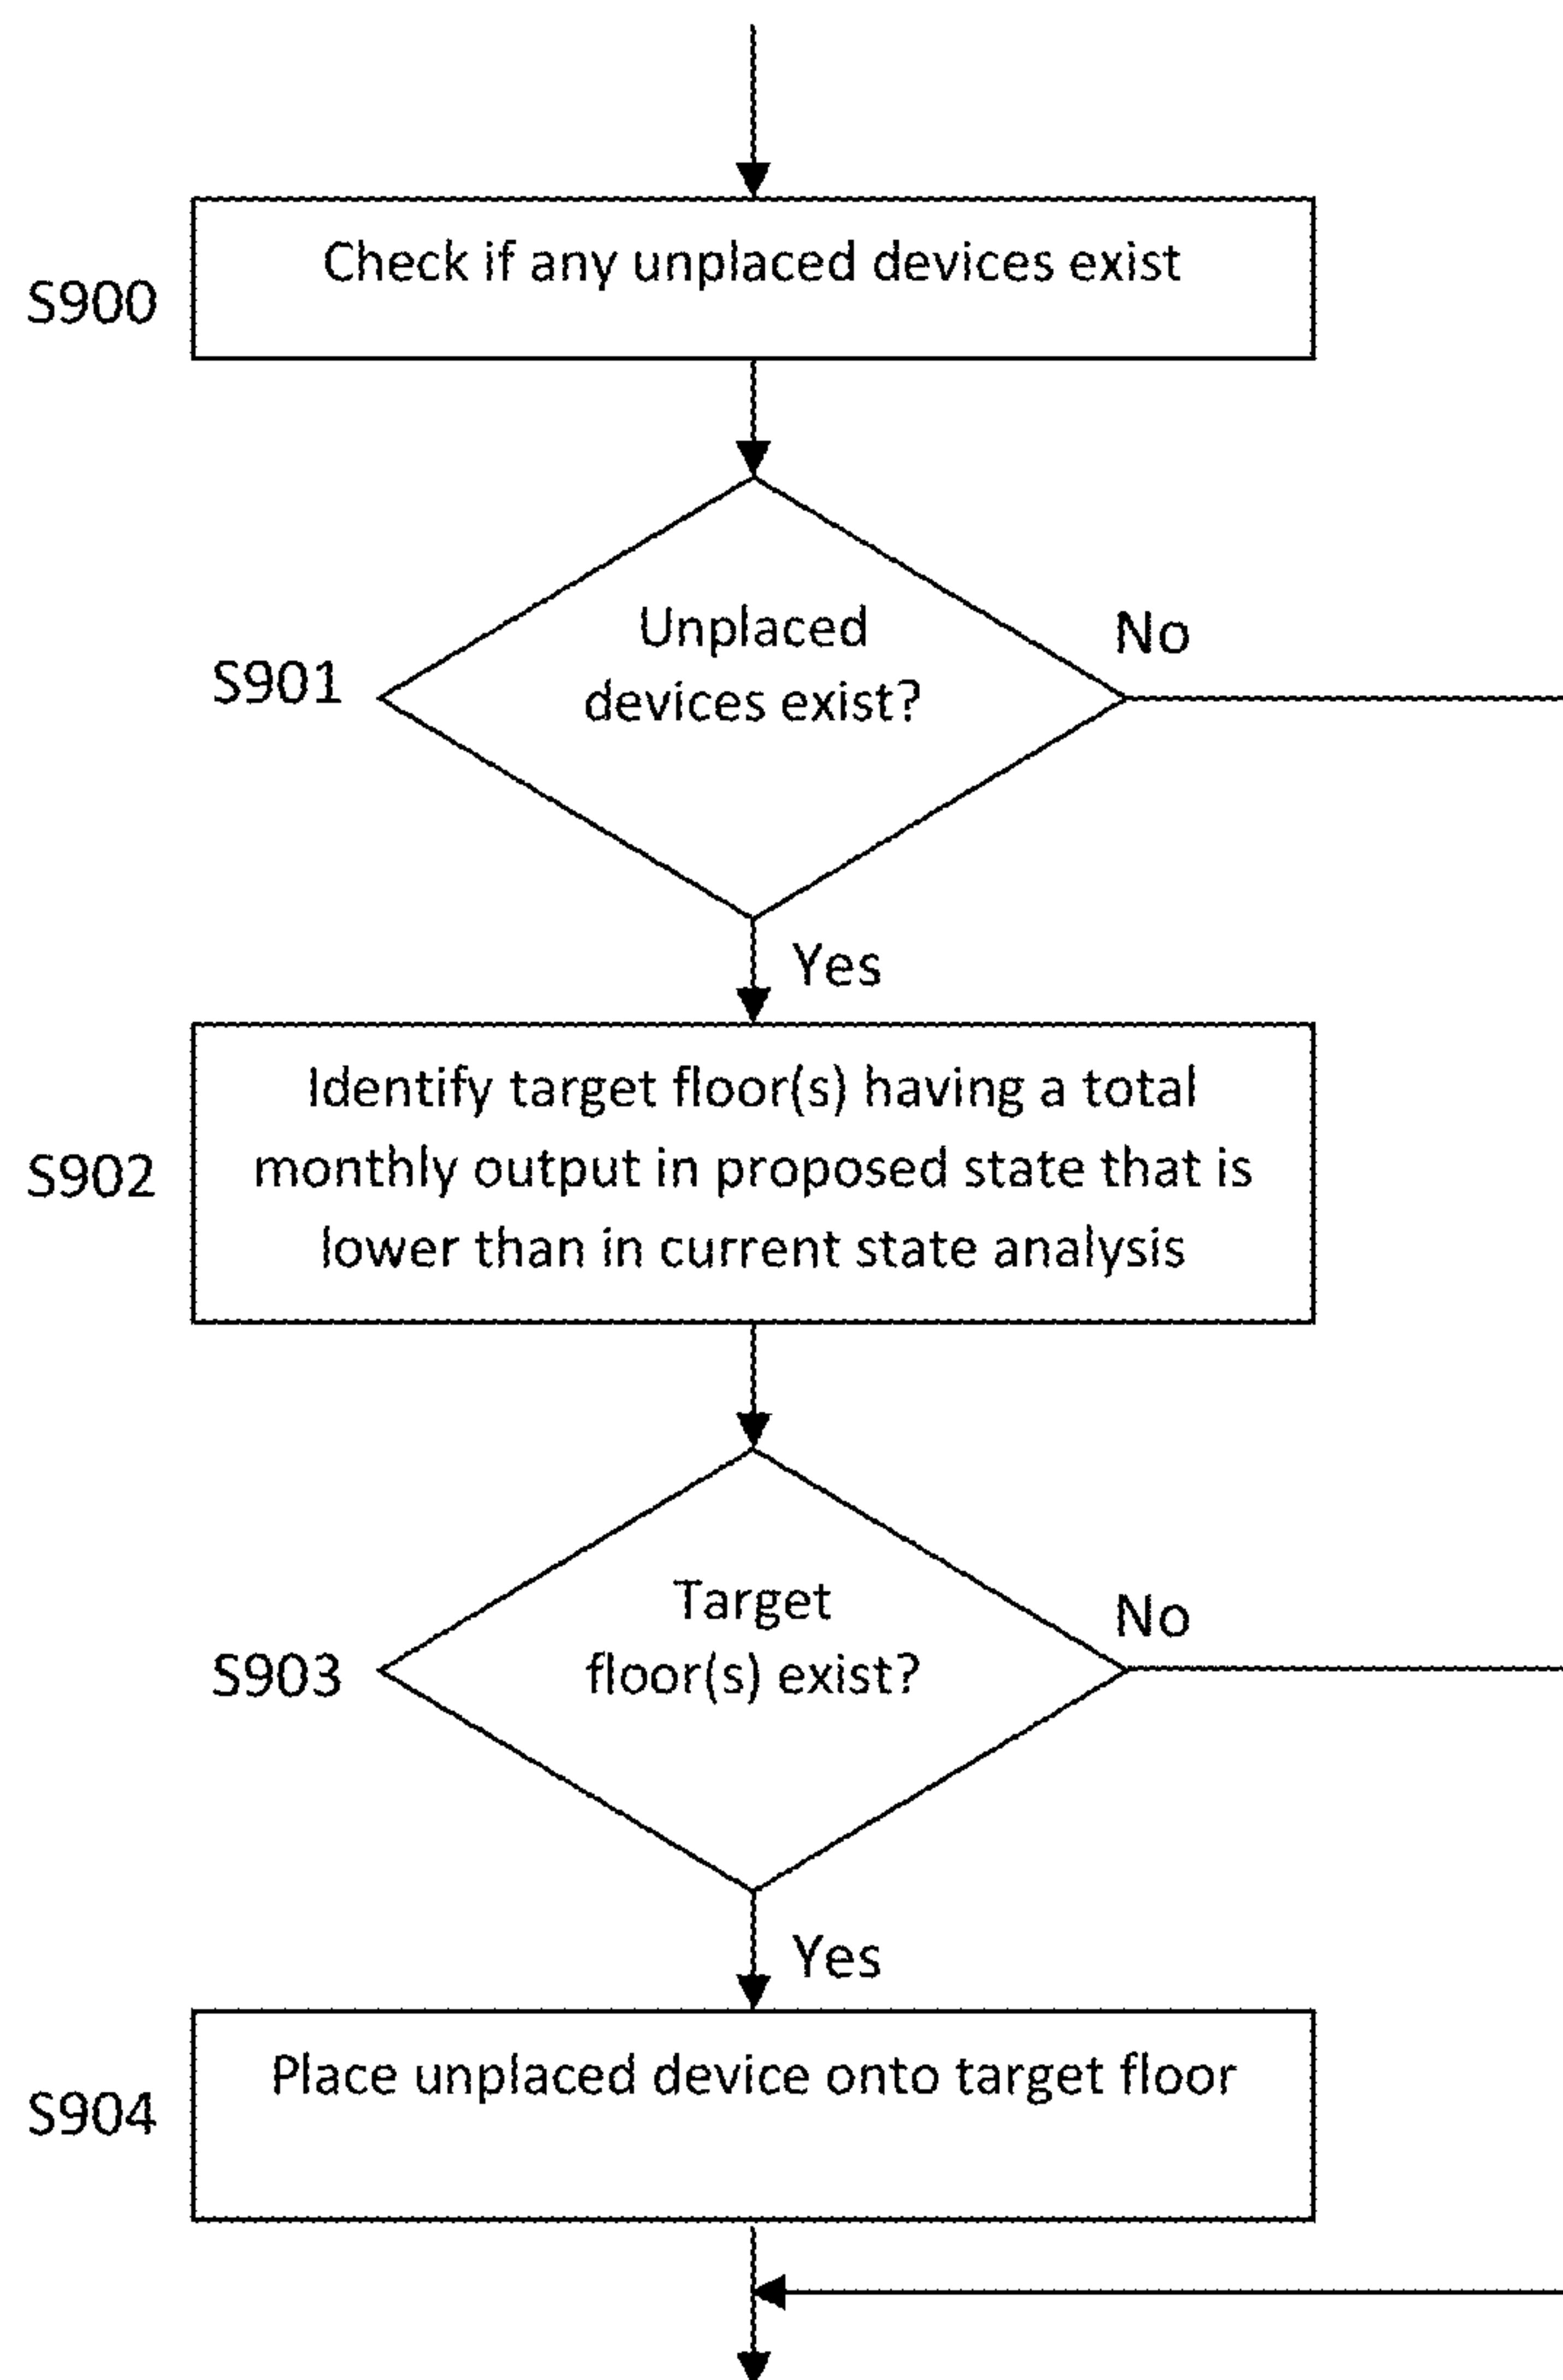 Check if any unplaced devices exist
S900
Unplaced
devices exist?
No
S901
Yes
Identify target floor(s) having a total
monthly output in proposed state that is
lower than in current state analysis
S902
Target
floor(s) exist?
No
S903
Yes
Place unplaced device onto target floor
S904